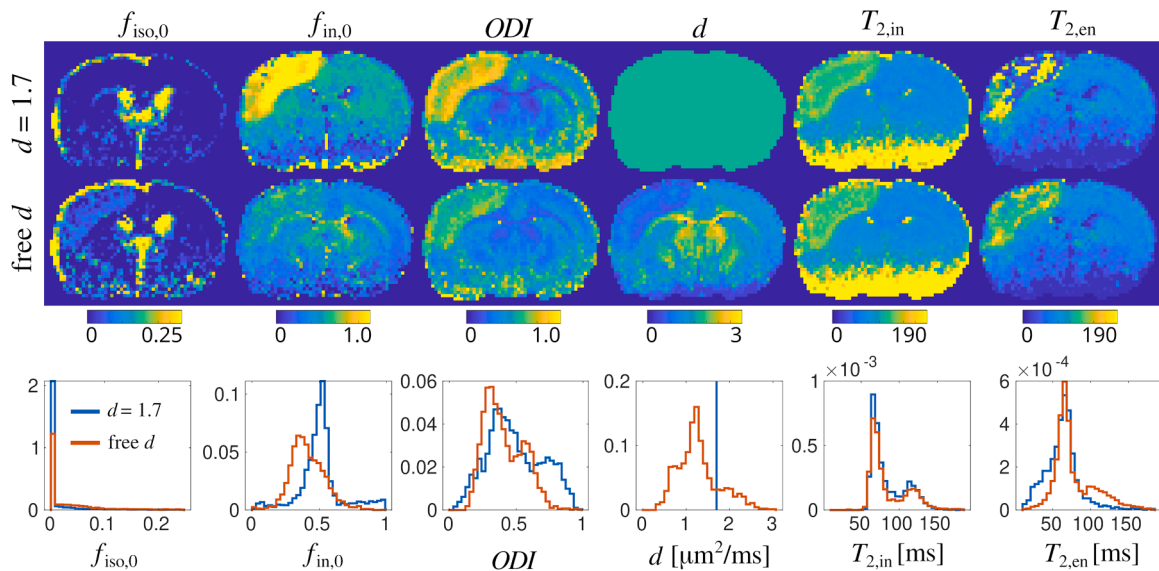 f_iso,0 f_in,0 ODI d T_2,in T_2,en
d = 1.7
free d
0 0.25 0 1.0 0 1.0 0 3 0 190 0 190
×10^-3 ×10^-4
2 0.1 0.06 0.2 1 6
d = 1.7
free d
1 0.05 0.04 0.1 0.5 4
0.02 2
0 0 0 0 0 0
0 0.1 0.2 0 0.5 1 0 0.5 1 0 1 2 3 50 100 150 50 100 150
f_iso,0 f_in,0 ODI d [μm²/ms] T_2,in [ms] T_2,en [ms]